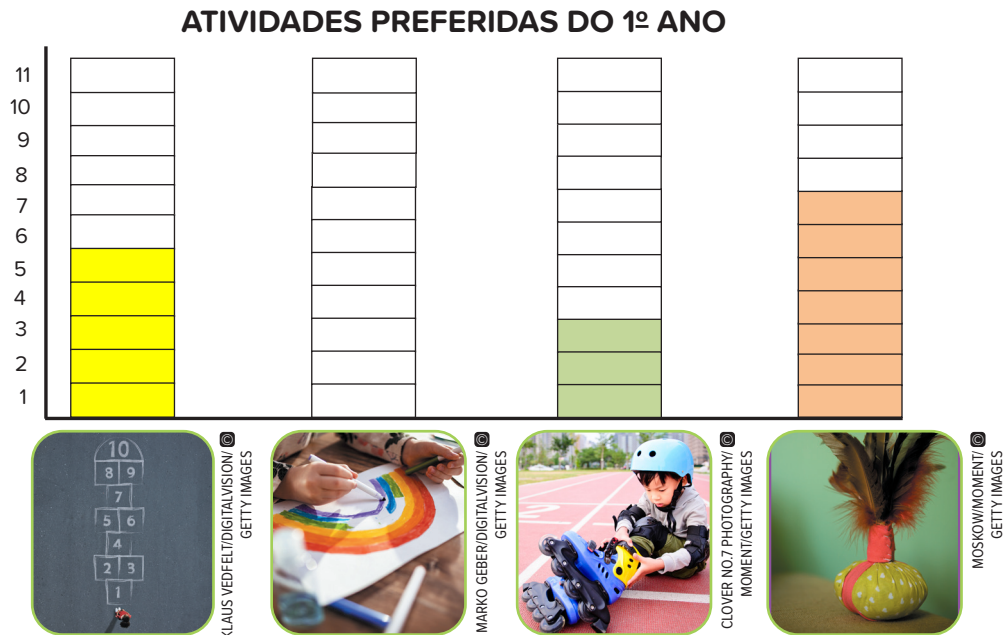 ATIVIDADES PREFERIDAS DO 1º ANO
11
10
9
8
7
6
5
4
3
2
1
10
8 9
7
5 6
4
2 3
1
KLAUS VEDFELT/DIGITALVISION/©
GETTY IMAGES
MARKO GEBER/DIGITALVISION/©
GETTY IMAGES
CLOVER NO.7 PHOTOGRAPHY/©
MOMENT/GETTY IMAGES
MOSKOW/MOMENT/©
GETTY IMAGES